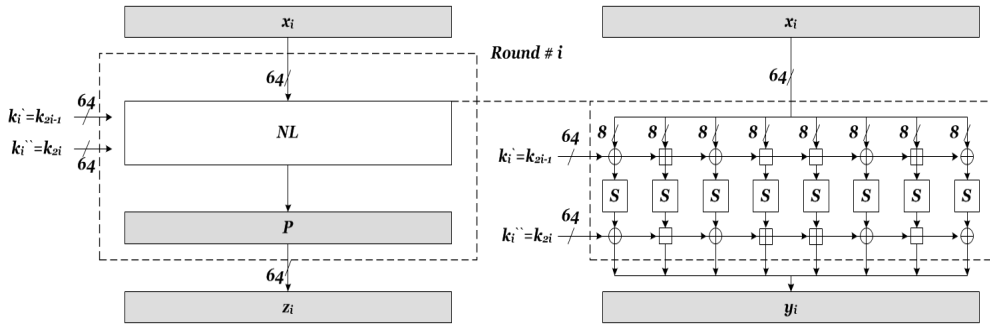 xi
Round # i
64
64
ki`=k2i-1
NL
ki``=k2i
64
P
64
zi
xi
64
8 8 8 8 8 8 8 8
64
ki`=k2i-1
S S S S S S S S
64
ki``=k2i
yi